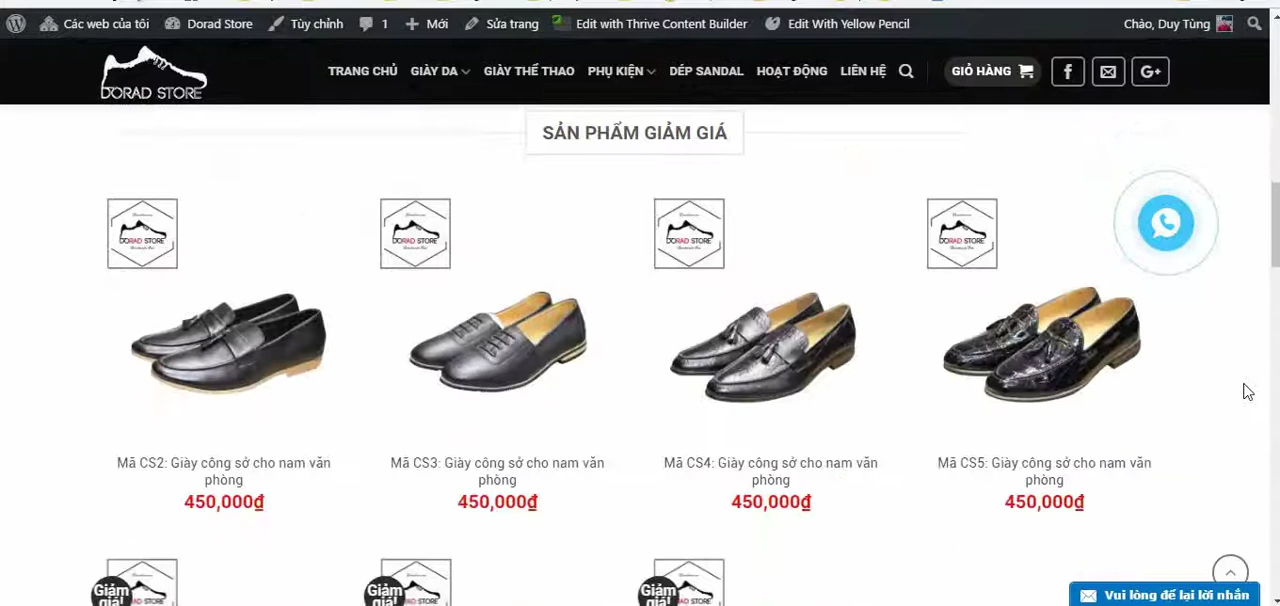 Các web của tôi Dorad Store Tùy chỉnh 1 Mới Sửa trang Edit with Thrive Content Builder Edit With Yellow Pencil Chào, Duy Tùng
DORAD STORE
TRANG CHỦ GIÀY DA GIÀY THỂ THAO PHỤ KIỆN DÉP SANDAL HOẠT ĐỘNG LIÊN HỆ GIỎ HÀNG f G+
SẢN PHẨM GIẢM GIÁ
DORAD STORE DORAD STORE DORAD STORE DORAD STORE
Mã CS2: Giày công sở cho nam văn phòng
450,000₫
Mã CS3: Giày công sở cho nam văn phòng
450,000₫
Mã CS4: Giày công sở cho nam văn phòng
450,000₫
Mã CS5: Giày công sở cho nam văn phòng
450,000₫
Giảm giá! Giảm giá! Giảm giá!
Vui lòng để lại lời nhắn